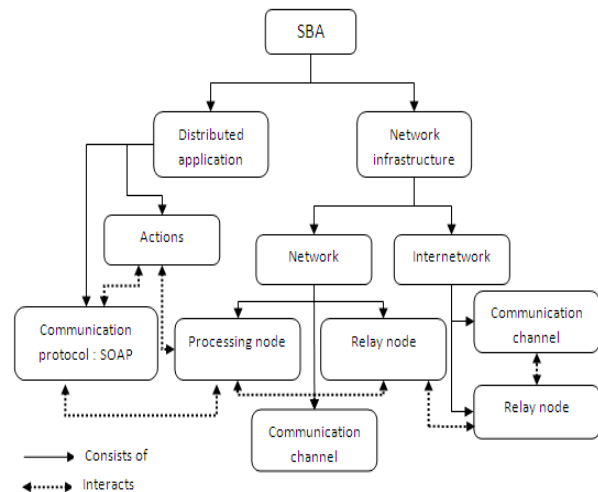 SBA
Distributed
application
Network
infrastructure
Actions
Network
Internetwork
Communication
protocol : SOAP
Processing node
Relay node
Communication
channel
Relay node
Communication
channel
Consists of
Interacts